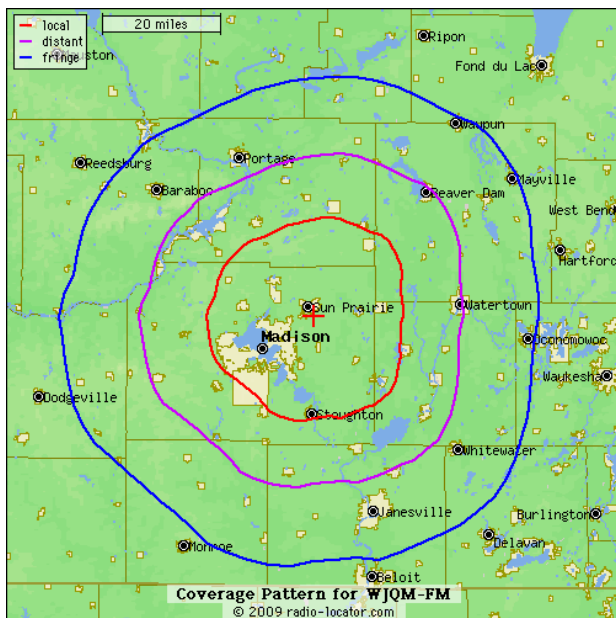 local
distant
fringe
20 miles
Ripon
Fond du Lac
Waupun
Portage
Reedsburg
Baraboo
Beaver Dam
Mayville
West Bend
Hartford
Sun Prairie
Watertown
Madison
Oconomowoc
Waukesha
Dodgeville
Stoughton
Whitewater
Janesville
Burlington
Delavan
Monroe
Beloit
Coverage Pattern for WJQM-FM
© 2009 radio-locator.com